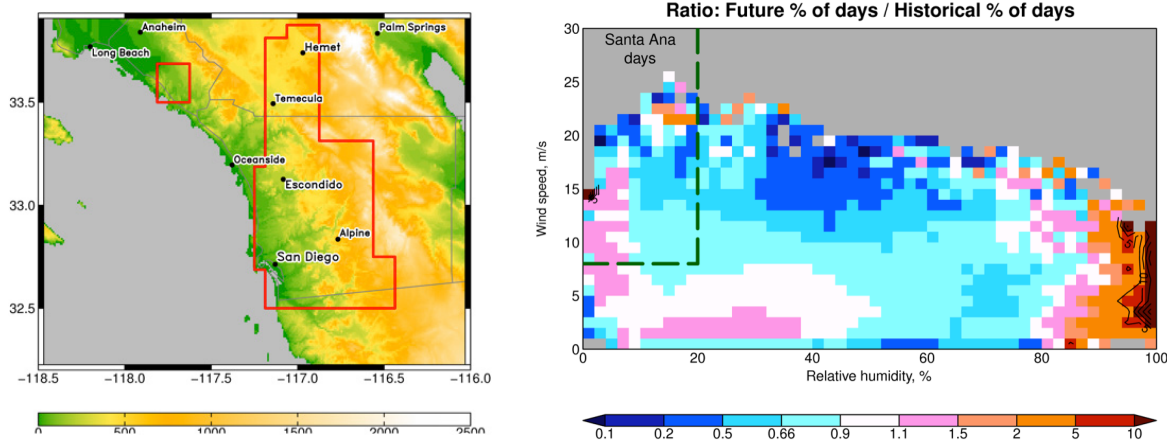 Anaheim
Long Beach
Palm Springs
Hemet
Temecula
Oceanside
Escondido
Alpine
San Diego
33.5
33.0
32.5
−118.5 −118.0 −117.5 −117.0 −116.5 −116.0
0 500 1000 1500 2000 2500
Ratio: Future % of days / Historical % of days
Santa Ana
days
Wind speed, m/s
30
25
20
15
10
5
0
0 20 40 60 80 100
Relative humidity, %
0.1 0.2 0.5 0.66 0.9 1.1 1.5 2 5 10